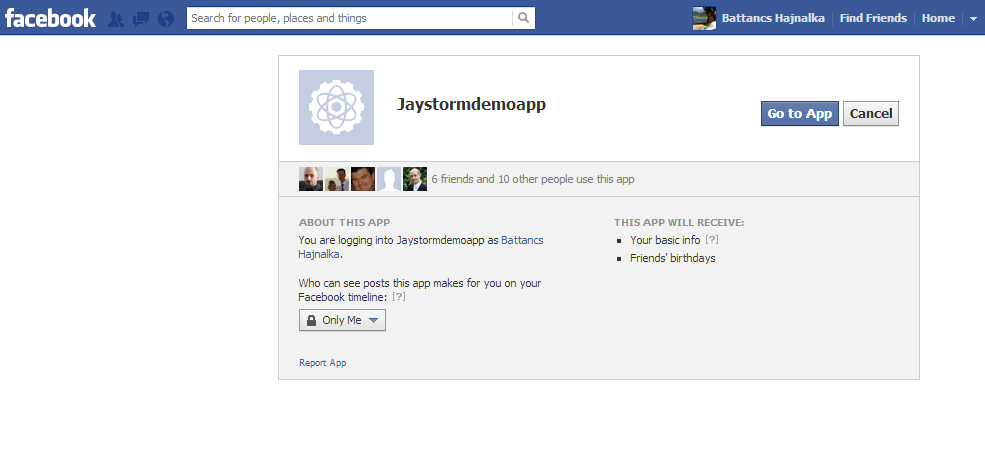 facebook
Search for people, places and things
Battancs Hajnalka
Find Friends
Home
Jaystormdemoapp
Go to App
Cancel
6 friends and 10 other people use this app
ABOUT THIS APP
You are logging into Jaystormdemoapp as Battancs
Hajnalka.
Who can see posts this app makes for you on your
Facebook timeline: [?]
Only Me
Report App
THIS APP WILL RECEIVE:
Your basic info [?]
Friends' birthdays